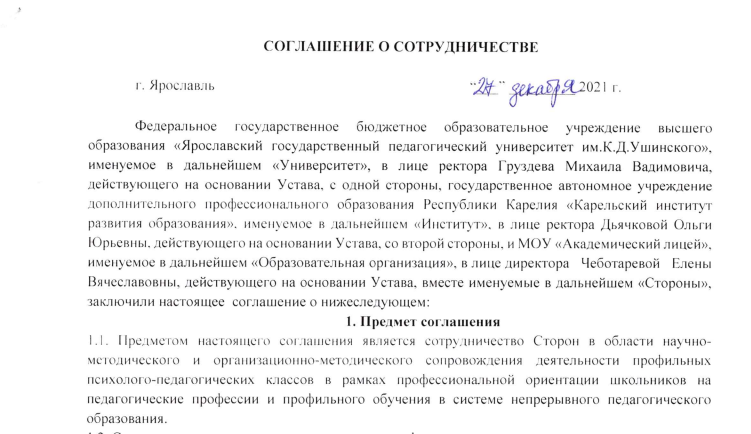 СОГЛАШЕНИЕ О СОТРУДНИЧЕСТВЕ
г. Ярославль "27" декабря 2021 г.
Федеральное государственное бюджетное образовательное учреждение высшего
образования «Ярославский государственный педагогический университет им.К.Д.Ушинского»,
именуемое в дальнейшем «Университет», в лице ректора Груздева Михаила Вадимовича,
действующего на основании Устава, с одной стороны, государственное автономное учреждение
дополнительного профессионального образования Республики Карелия «Карельский институт
развития образования», именуемое в дальнейшем «Институт», в лице ректора Дьячковой Ольги
Юрьевны, действующего на основании Устава, со второй стороны, и МОУ «Академический лицей»,
именуемое в дальнейшем «Образовательная организация», в лице директора Чеботаревой Елены
Вячеславовны, действующего на основании Устава, вместе именуемые в дальнейшем «Стороны»,
заключили настоящее соглашение о нижеследующем:
1. Предмет соглашения
1.1. Предметом настоящего соглашения является сотрудничество Сторон в области научно-
методического и организационно-методического сопровождения деятельности профильных
психолого-педагогических классов в рамках профессиональной ориентации школьников на
педагогические профессии и профильного обучения в системе непрерывного педагогического
образования.